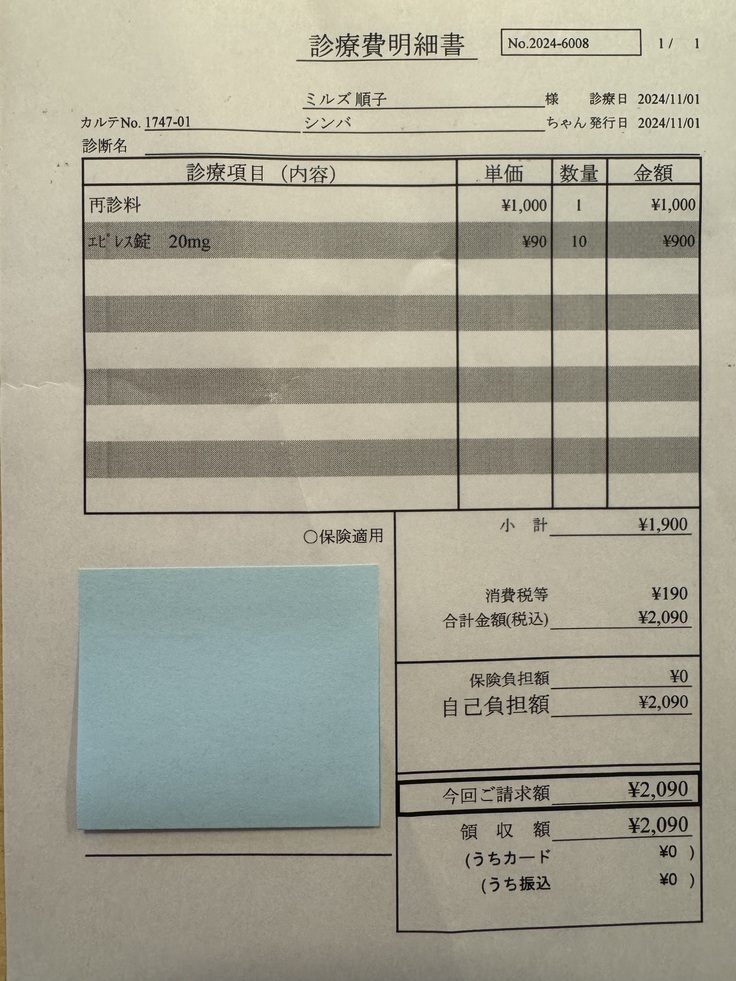 診療費明細書 No.2024-6008 1 / 1
ミルズ 順子 様 診療日 2024/11/01
カルテNo. 1747-01 シンバ ちゃん 発行日 2024/11/01
診断名
診療項目（内容） 単価 数量 金額
再診料 ¥1,000 1 ¥1,000
ｴﾋﾟﾚｽ錠 20mg ¥90 10 ¥900
小 計 ¥1,900
○保険適用
消費税等 ¥190
合計金額(税込) ¥2,090
保険負担額 ¥0
自己負担額 ¥2,090
今回ご請求額 ¥2,090
領 収 額 ¥2,090
(うちカード ¥0 )
(うち振込 ¥0 )